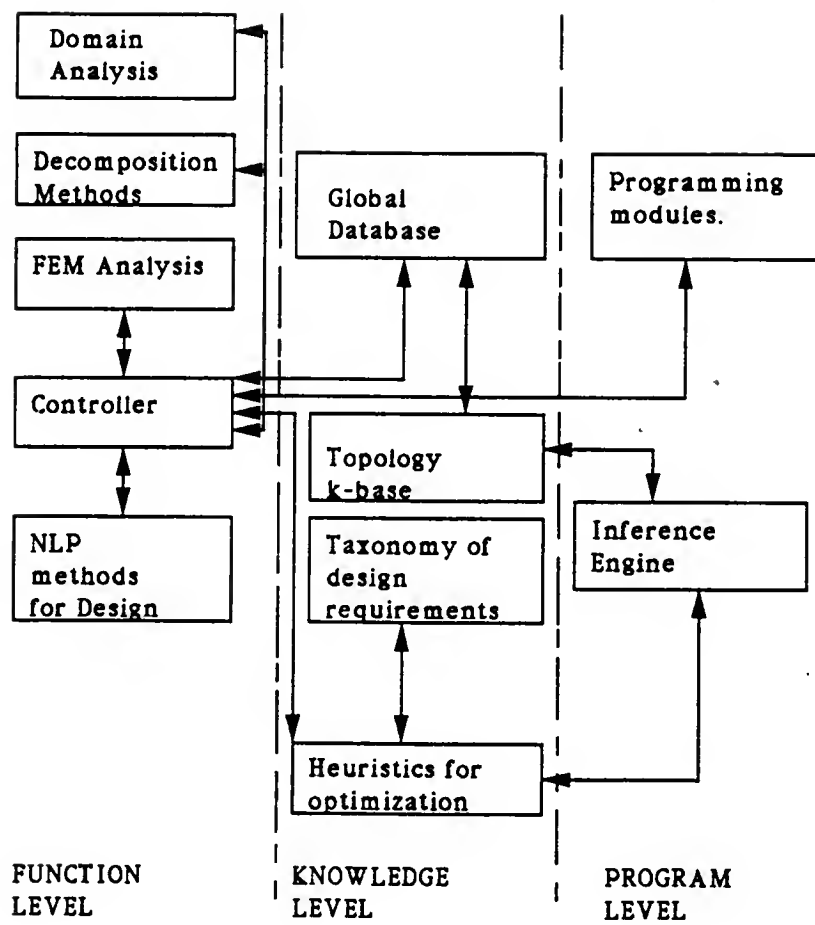 Domain
Analysis
Decomposition
Methods
FEM Analysis
Controller
NLP
methods
for Design
Global
Database
Topology
k-base
Taxonomy of
design
requirements
Heuristics for
optimization
Programming
modules.
Inference
Engine
FUNCTION
LEVEL
KNOWLEDGE
LEVEL
PROGRAM
LEVEL